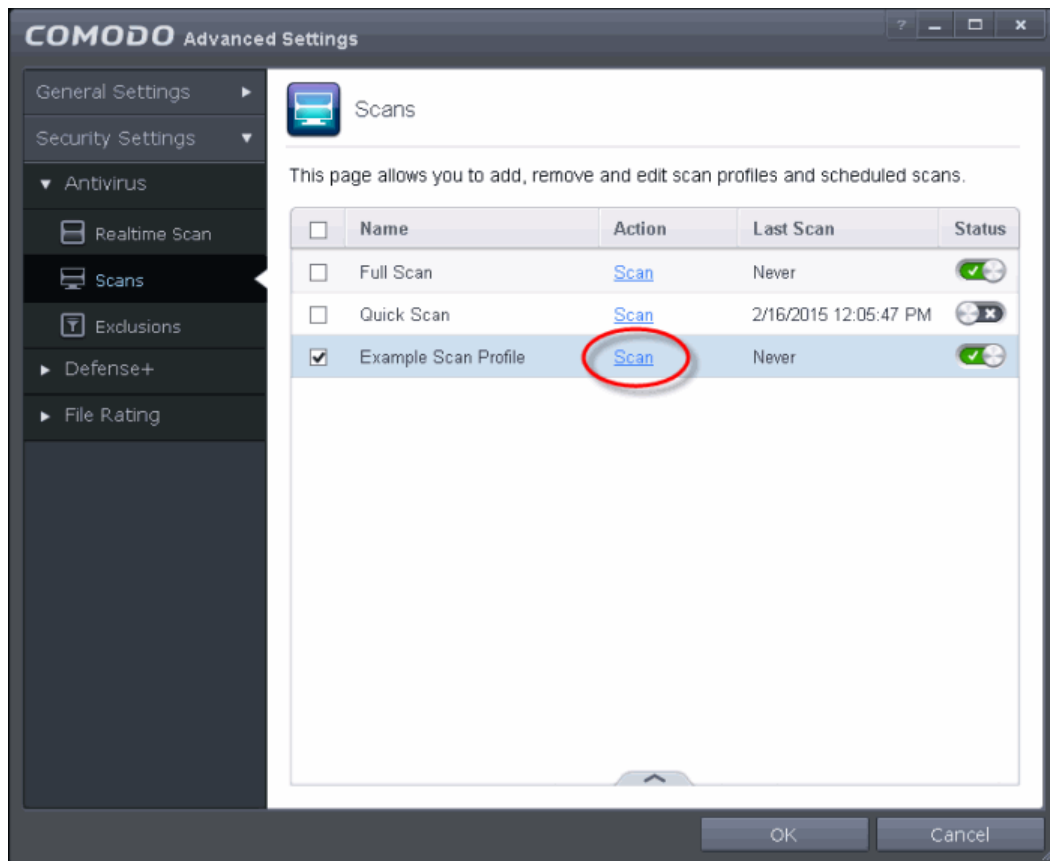 COMODO Advanced Settings ?
General Settings
Security Settings
Antivirus
Realtime Scan
Scans
Exclusions
Defense+
File Rating
Scans
This page allows you to add, remove and edit scan profiles and scheduled scans.
Name Action Last Scan Status
Full Scan Scan Never
Quick Scan Scan 2/16/2015 12:05:47 PM
Example Scan Profile Scan Never
OK Cancel